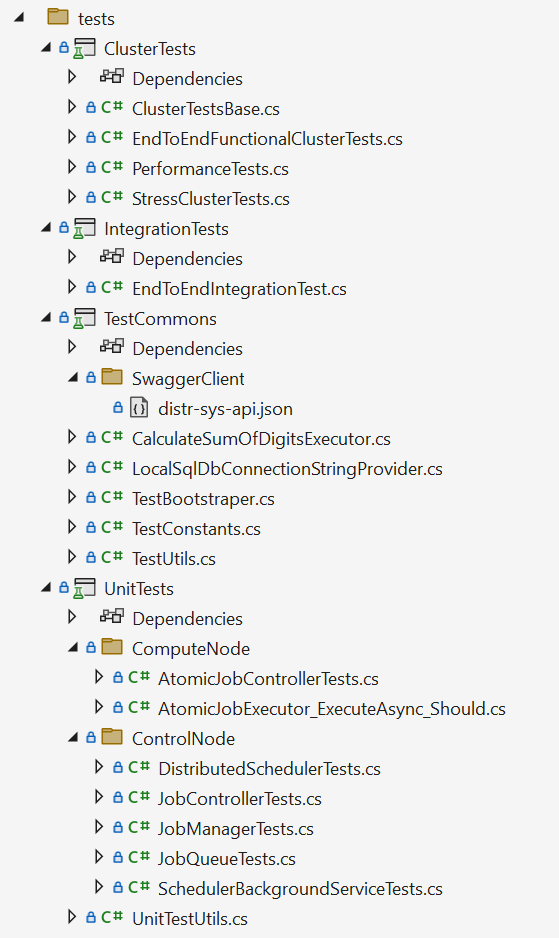 tests
ClusterTests
Dependencies
C# ClusterTestsBase.cs
C# EndToEndFunctionalClusterTests.cs
C# PerformanceTests.cs
C# StressClusterTests.cs
IntegrationTests
Dependencies
C# EndToEndIntegrationTest.cs
TestCommons
Dependencies
SwaggerClient
{} distr-sys-api.json
C# CalculateSumOfDigitsExecutor.cs
C# LocalSqlDbConnectionStringProvider.cs
C# TestBootstraper.cs
C# TestConstants.cs
C# TestUtils.cs
UnitTests
Dependencies
ComputeNode
C# AtomicJobControllerTests.cs
C# AtomicJobExecutor_ExecuteAsync_Should.cs
ControlNode
C# DistributedSchedulerTests.cs
C# JobControllerTests.cs
C# JobManagerTests.cs
C# JobQueueTests.cs
C# SchedulerBackgroundServiceTests.cs
C# UnitTestUtils.cs